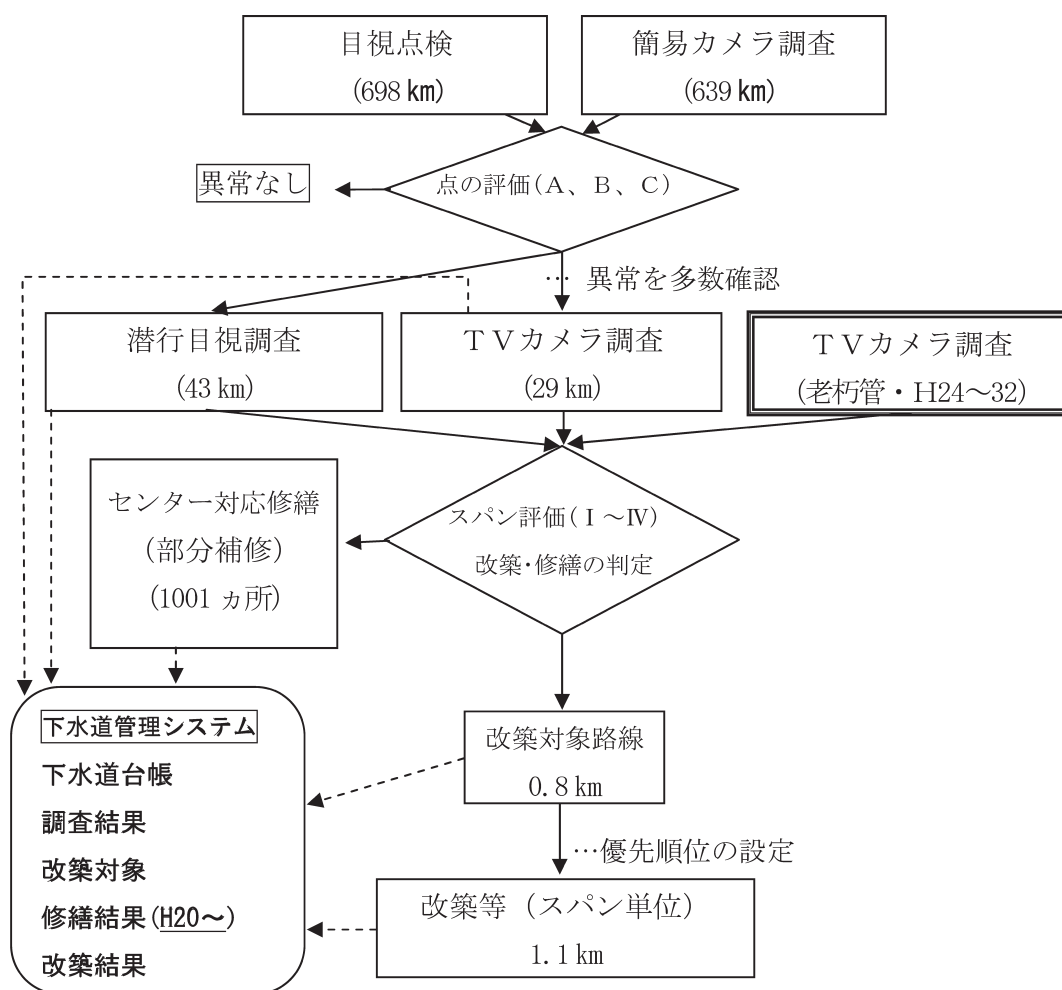 目視点検
(698 km)
簡易カメラ調査
(639 km)
点の評価(A、B、C)
異常なし
… 異常を多数確認
潜行目視調査
(43 km)
ＴＶカメラ調査
(29 km)
ＴＶカメラ調査
(老朽管・H24～32)
センター対応修繕
(部分補修)
(1001 ヵ所)
スパン評価(Ⅰ～Ⅳ)
改築・修繕の判定
下水道管理システム
下水道台帳
調査結果
改築対象
修繕結果(H20～)
改築結果
改築対象路線
0.8 km
…優先順位の設定
改築等（スパン単位）
1.1 km